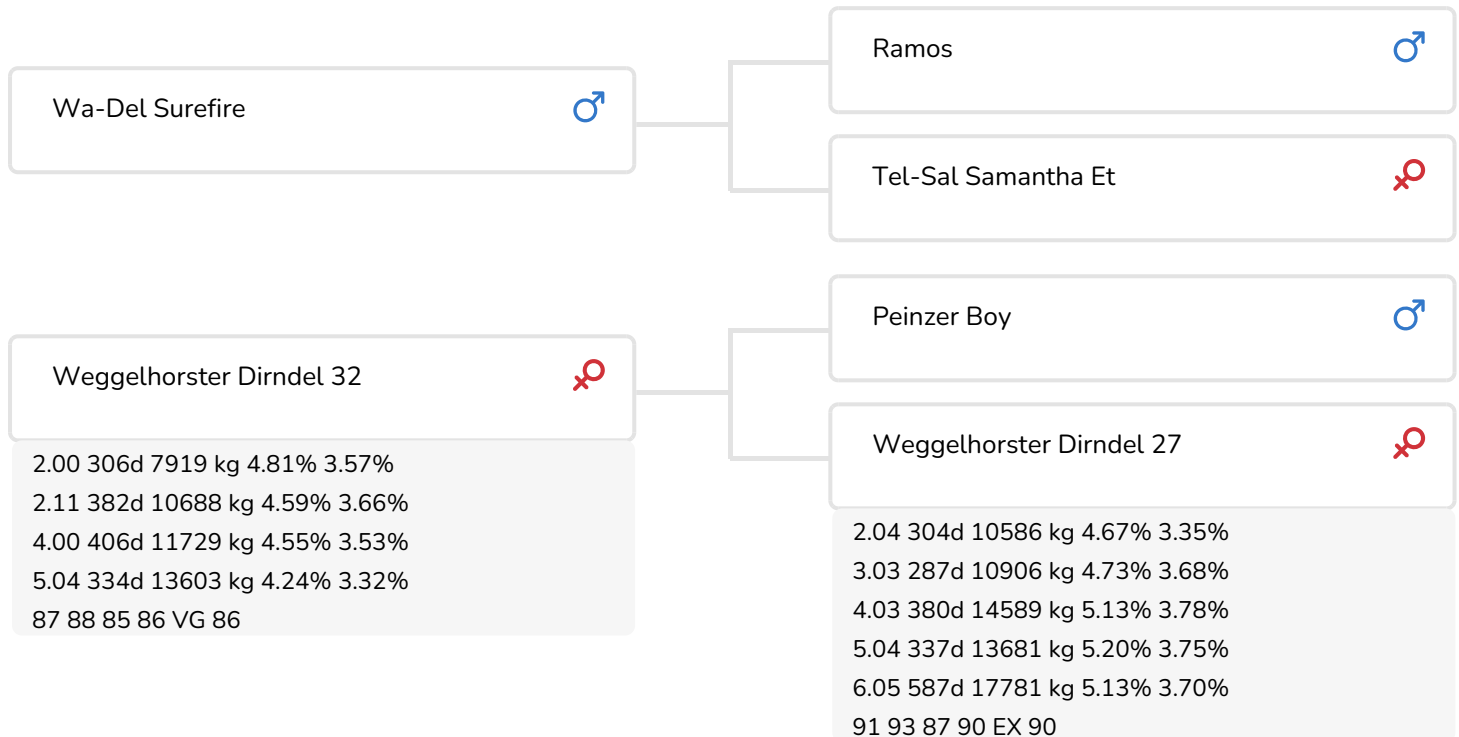 Wa-Del Surefire
Weggelhorster Dirndel 32
2.00 306d 7919 kg 4.81% 3.57%
2.11 382d 10688 kg 4.59% 3.66%
4.00 406d 11729 kg 4.55% 3.53%
5.04 334d 13603 kg 4.24% 3.32%
87 88 85 86 VG 86
Ramos
Tel-Sal Samantha Et
Peinzer Boy
Weggelhorster Dirndel 27
2.04 304d 10586 kg 4.67% 3.35%
3.03 287d 10906 kg 4.73% 3.68%
4.03 380d 14589 kg 5.13% 3.78%
5.04 337d 13681 kg 5.20% 3.75%
6.05 587d 17781 kg 5.13% 3.70%
91 93 87 90 EX 90